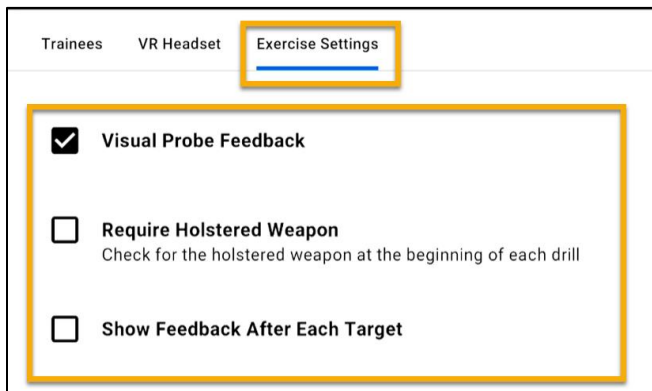 Trainees VR Headset Exercise Settings
Visual Probe Feedback
Require Holstered Weapon
Check for the holstered weapon at the beginning of each drill
Show Feedback After Each Target